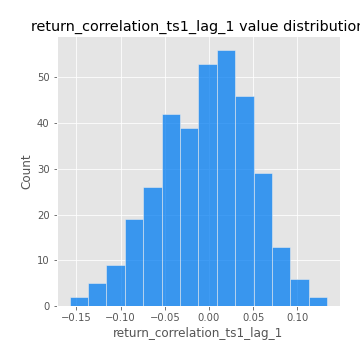 return_correlation_ts1_lag_1 value distribution
50
40
30
20
10
0
Count
−0.15 −0.10 −0.05 0.00 0.05 0.10
return_correlation_ts1_lag_1